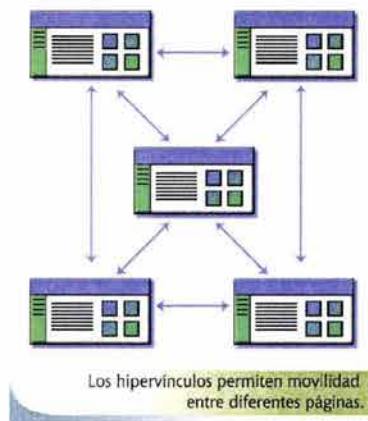 Los hipervínculos permiten movilidad
entre diferentes páginas.